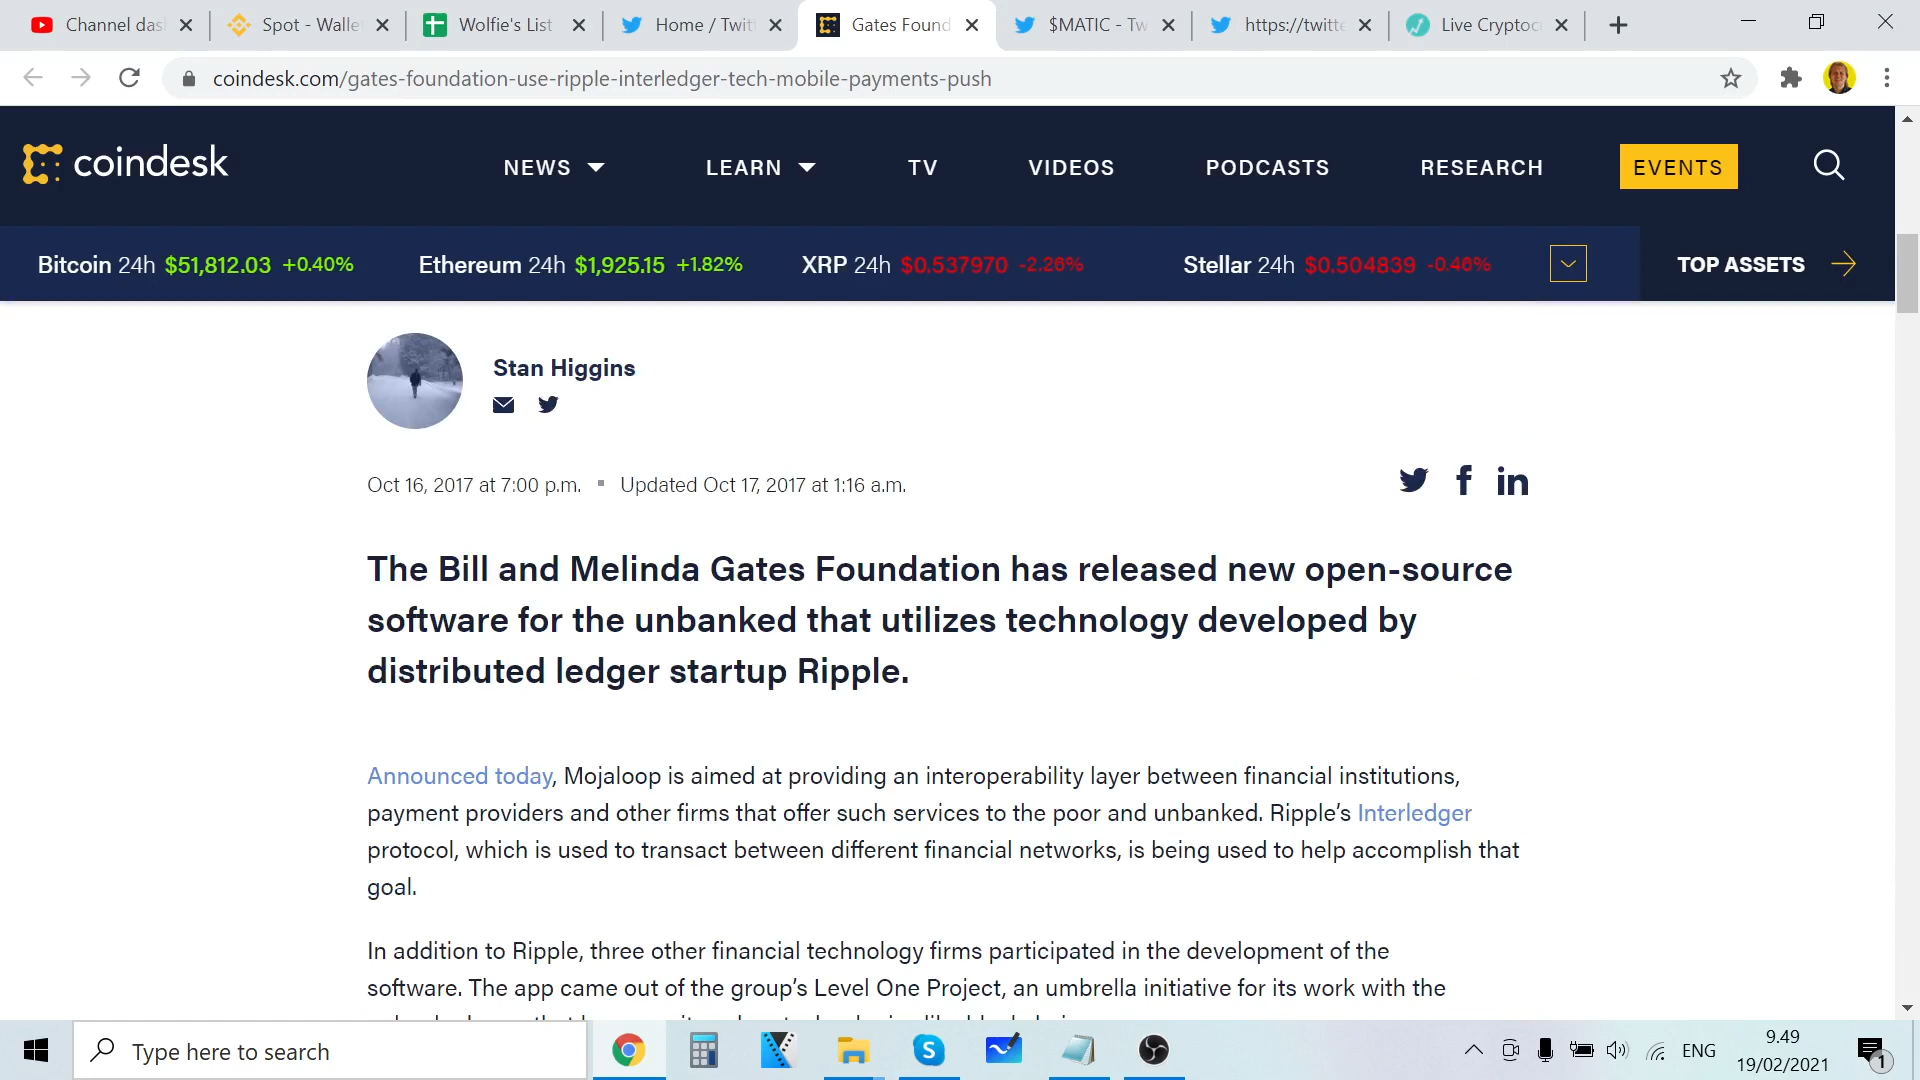 Channel das
Spot - Walle
Wolfie's List
Home / Twit
Gates Found
$MATIC - Tw
https://twitte
Live Cryptoc
coindesk.com/gates-foundation-use-ripple-interledger-tech-mobile-payments-push
coindesk
NEWS
LEARN
TV
VIDEOS
PODCASTS
RESEARCH
EVENTS
Bitcoin 24h $51,812.03 +0.40%
Ethereum 24h $1,925.15 +1.82%
XRP 24h $0.537970 -2.26%
Stellar 24h $0.504839 -0.46%
TOP ASSETS
Stan Higgins
Oct 16, 2017 at 7:00 p.m. ▪ Updated Oct 17, 2017 at 1:16 a.m.
The Bill and Melinda Gates Foundation has released new open-source
software for the unbanked that utilizes technology developed by
distributed ledger startup Ripple.
Announced today, Mojaloop is aimed at providing an interoperability layer between financial institutions,
payment providers and other firms that offer such services to the poor and unbanked. Ripple’s Interledger
protocol, which is used to transact between different financial networks, is being used to help accomplish that
goal.
In addition to Ripple, three other financial technology firms participated in the development of the
software. The app came out of the group’s Level One Project, an umbrella initiative for its work with the
Type here to search
ENG
9.49
19/02/2021
1